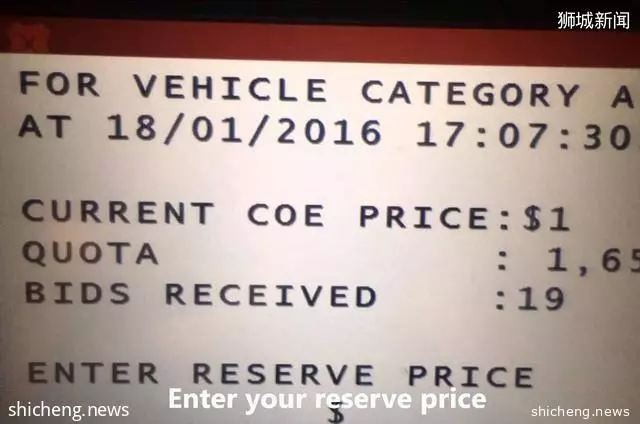 狮城新闻
FOR VEHICLE CATEGORY A
AT 18/01/2016 17:07:30
CURRENT COE PRICE:$1
QUOTA : 1,65
BIDS RECEIVED :19
ENTER RESERVE PRICE
Enter your reserve price
$
shicheng.news
shicheng.news